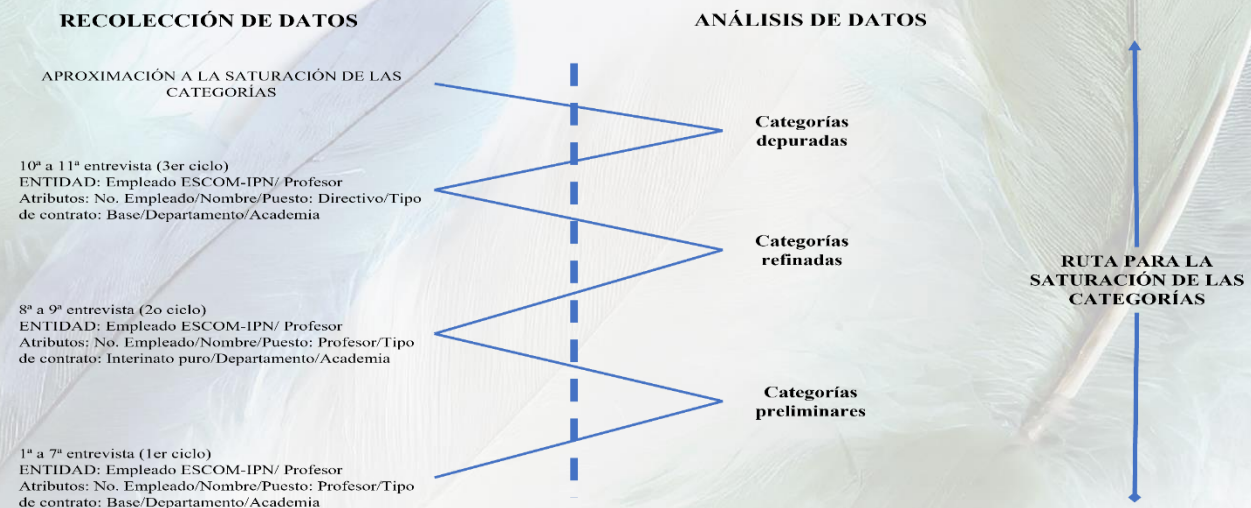 RECOLECCIÓN DE DATOS
ANÁLISIS DE DATOS
APROXIMACIÓN A LA SATURACIÓN DE LAS
CATEGORÍAS
Categorías
depuradas
10ª a 11ª entrevista (3er ciclo)
ENTIDAD: Empleado ESCOM-IPN/ Profesor
Atributos: No. Empleado/Nombre/Puesto: Directivo/Tipo
de contrato: Base/Departamento/Academia
Categorías
refinadas
RUTA PARA LA
SATURACIÓN DE LAS
CATEGORÍAS
8ª a 9ª entrevista (2o ciclo)
ENTIDAD: Empleado ESCOM-IPN/ Profesor
Atributos: No. Empleado/Nombre/Puesto: Profesor/Tipo
de contrato: Interinato puro/Departamento/Academia
Categorías
preliminares
1ª a 7ª entrevista (1er ciclo)
ENTIDAD: Empleado ESCOM-IPN/ Profesor
Atributos: No. Empleado/Nombre/Puesto: Profesor/Tipo
de contrato: Base/Departamento/Academia